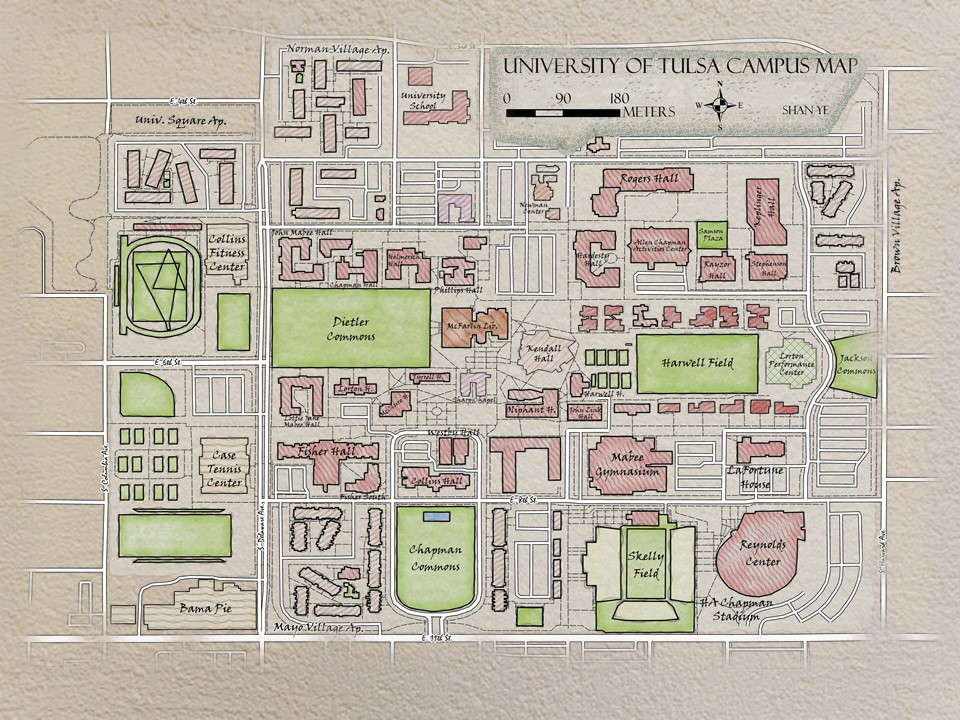 Norman Village Ap.
E. 3rd St.
UNIVERSITY OF TULSA CAMPUS MAP
0 90 180
METERS
N
W E
S
SHAN YE
University
School
E. 4th St.
Univ. Square Ap.
Newman
Center
Rogers Hall
Keplinger
Hall
Brown Village Ap.
Collins
Fitness
Center
John Mabee Hall
Chapman Hall
Helmerich
Hall
Phillips Hall
Hardesty
Hall
Allen Chapman
Activities Center
Samson
Plaza
Rayzor
Hall
Stephenson
Hall
Dietler
Commons
McFarlin Lib.
Kendall
Hall
Harwell Field
Lorton
Performance
Center
Jackson
Commons
E. 6th St.
Tyrrell H.
Lorton H.
Sharp Chapel
Harwell H.
Lottie Jane
Mabee Hall
Oliphant H.
John Zink
Hall
Westby Hall
S. Columbia Ave.
Case
Tennis
Center
Fisher Hall
Fisher South
Collins Hall
Mabee
Gymnasium
LaFortune
House
E. 8th St.
S. Delaware Ave.
Chapman
Commons
Skelly
Field
Reynolds
Center
S. Harvard Ave.
H.A. Chapman
Stadium
Bama Pie
Mayo Village Ap.
E. 11th St.